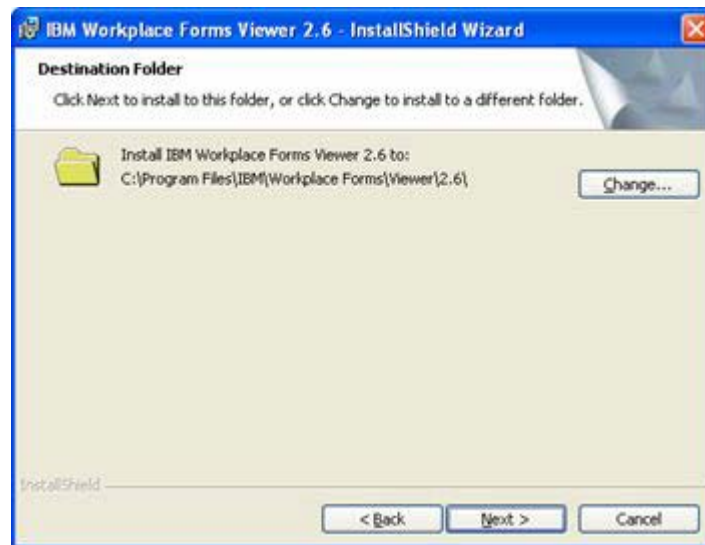 IBM Workplace Forms Viewer 2.6 - InstallShield Wizard
Destination Folder
Click Next to install to this folder, or click Change to install to a different folder.
Install IBM Workplace Forms Viewer 2.6 to:
C:\Program Files\IBM\Workplace Forms\Viewer\2.6\
Change...
InstallShield
< Back
Next >
Cancel